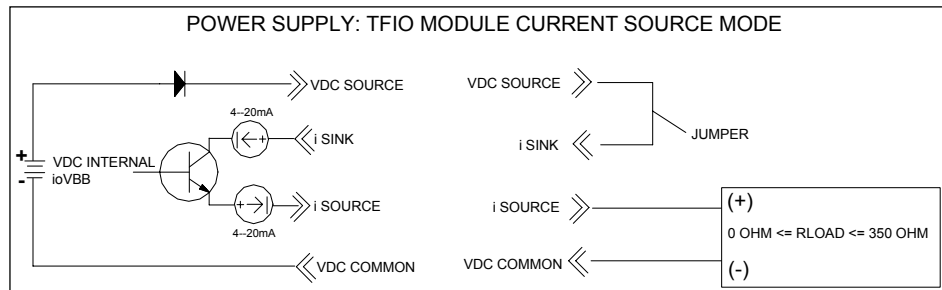 POWER SUPPLY: TFIO MODULE CURRENT SOURCE MODE
VDC SOURCE
4--20mA
i SINK
+
-
VDC INTERNAL
ioVBB
+
+
i SOURCE
4--20mA
VDC COMMON
VDC SOURCE
i SINK
JUMPER
i SOURCE
(+)
0 OHM <= RLOAD <= 350 OHM
VDC COMMON
(-)